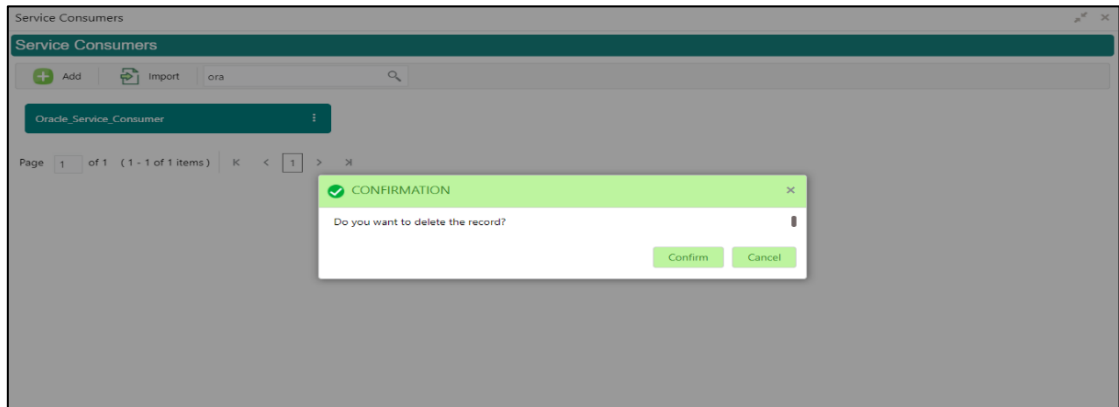 Service Consumers
Service Consumers
Add Import ora
Oracle_Service_Consumer
Page 1 of 1 (1 - 1 of 1 items) K < 1 > >|
CONFIRMATION ×
Do you want to delete the record?
Confirm Cancel